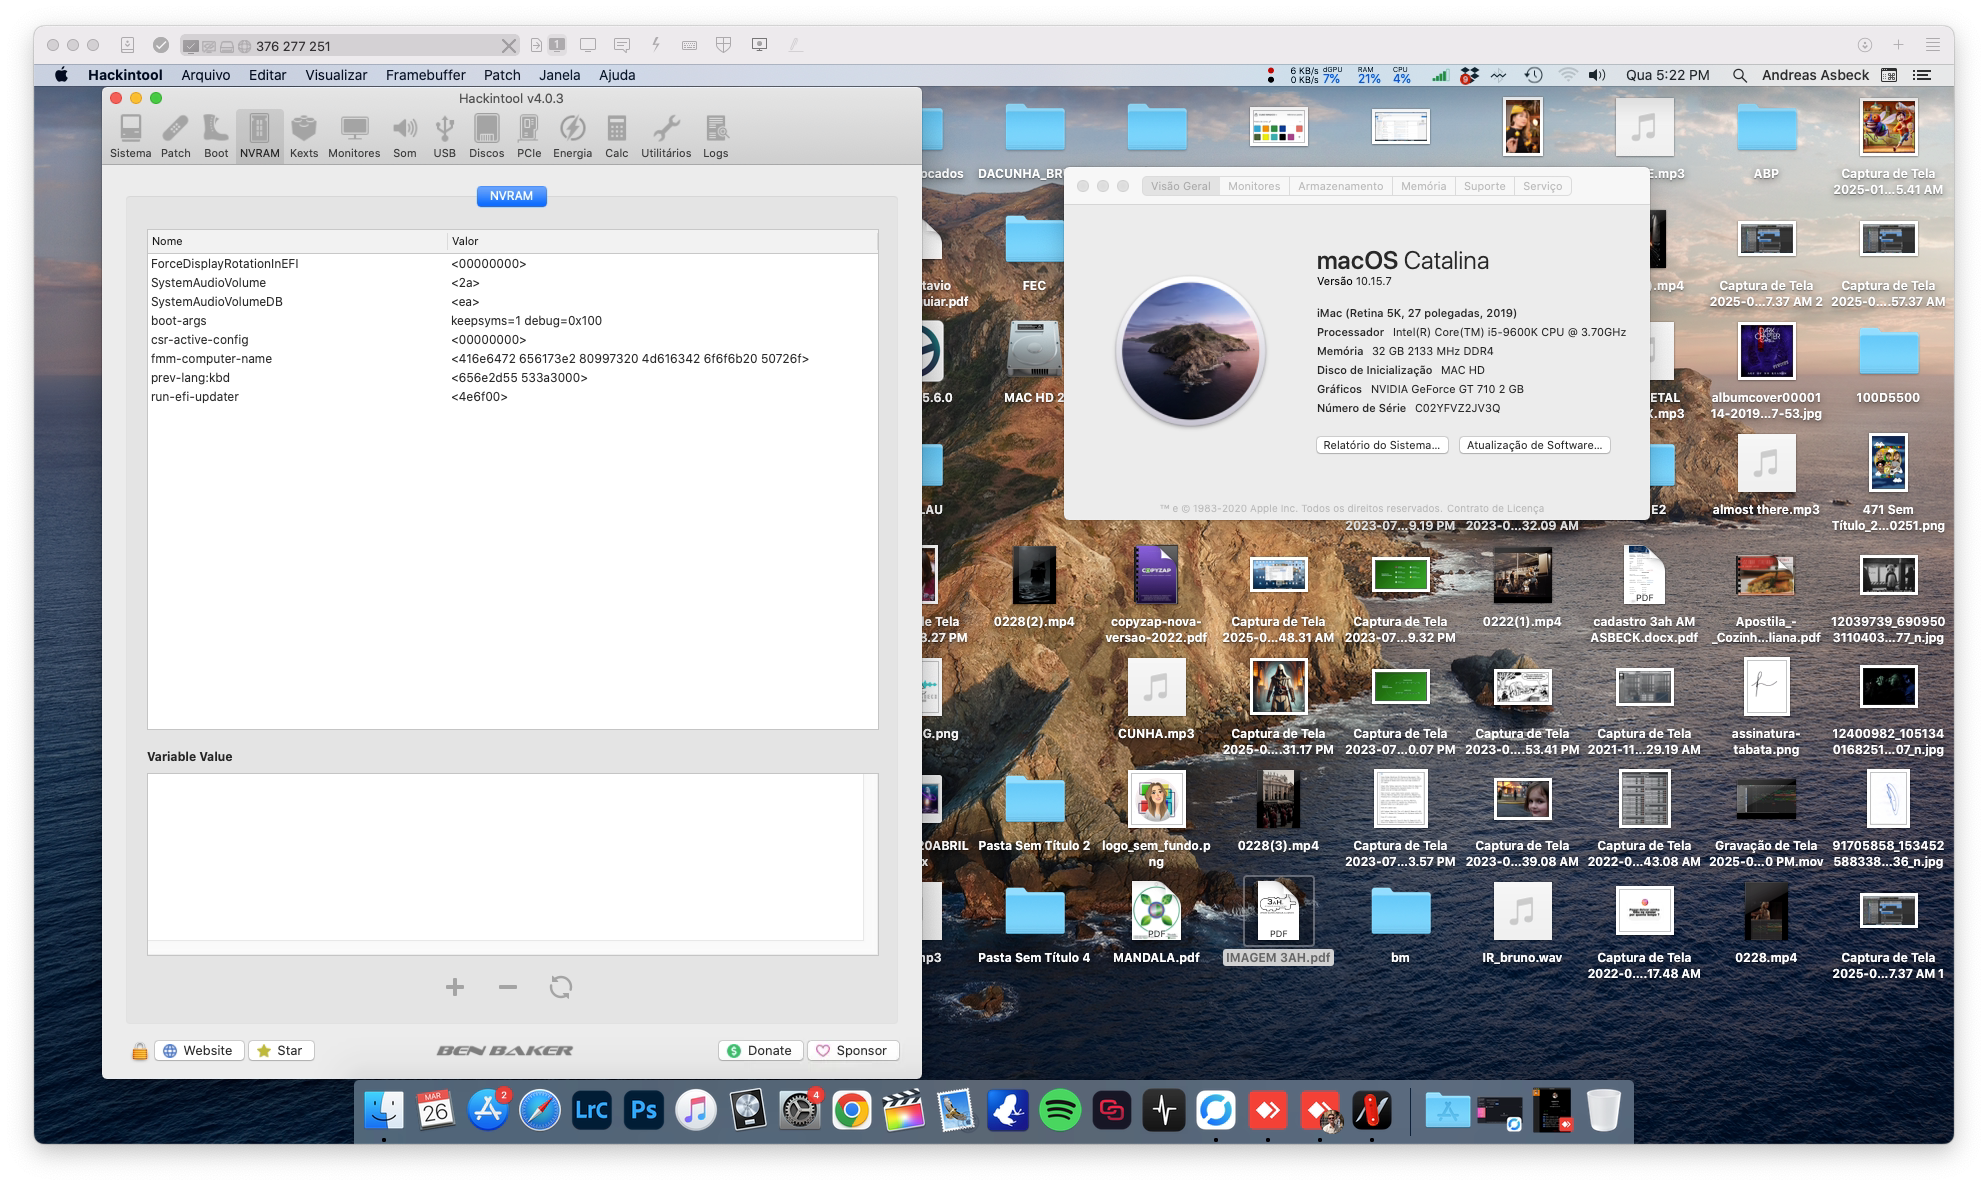 376 277 251
1
Hackintool Arquivo Editar Visualizar Framebuffer Patch Janela Ajuda
6 KB/s 0 KB/s dGPU 7% RAM 21% CPU 4% 9 Qua 5:22 PM Andreas Asbeck
Hackintool v4.0.3
Sistema Patch Boot NVRAM Kexts Monitores Som USB Discos PCIe Energia Calc Utilitários Logs
NVRAM
Nome Valor
ForceDisplayRotationInEFI <00000000>
SystemAudioVolume <2a>
SystemAudioVolumeDB <ea>
boot-args keepsyms=1 debug=0x100
csr-active-config <00000000>
fmm-computer-name <416e6472 656173e2 80997320 4d616342 6f6f6b20 50726f>
prev-lang:kbd <656e2d55 533a3000>
run-efi-updater <4e6f00>
Variable Value
Website Star BEN BAKER Donate Sponsor
Visão Geral Monitores Armazenamento Memória Suporte Serviço
macOS Catalina
Versão 10.15.7
iMac (Retina 5K, 27 polegadas, 2019)
Processador Intel(R) Core(TM) i5-9600K CPU @ 3.70GHz
Memória 32 GB 2133 MHz DDR4
Disco de Inicialização MAC HD
Gráficos NVIDIA GeForce GT 710 2 GB
Número de Série C02YFVZ2JV3Q
Relatório do Sistema... Atualização de Software...
™ e © 1983-2020 Apple Inc. Todos os direitos reservados. Contrato de Licença
ocados DACUNHA_BR E.mp3 ABP Captura de Tela
2025-01...5.41 AM
tavio FEC ).mp4 Captura de Tela Captura de Tela
uiar.pdf 2025-0...7.37 AM 2 2025-0....57.37 AM
5.6.0 MAC HD 2 ETAL albumcover00001 100D5500
K.mp3 14-2019...7-53.jpg
LAU E2 almost there.mp3 471 Sem
2023-07...9.19 PM 2023-0...32.09 AM Título_2...0251.png
COPYZAP
PDF
de Tela 0228(2).mp4 copyzap-nova- Captura de Tela Captura de Tela 0222(1).mp4 cadastro 3ah AM Apostila_- 12039739_690950
3.27 PM versao-2022.pdf 2025-0...48.31 AM 2023-07...9.32 PM ASBECK.docx.pdf _Cozinh...liana.pdf 3110403...77_n.jpg
G.png CUNHA.mp3 Captura de Tela Captura de Tela Captura de Tela Captura de Tela assinatura- 12400982_105134
2025-0....31.17 PM 2023-07...0.07 PM 2023-0....53.41 PM 2021-11...29.19 AM tabata.png 0168251...07_n.jpg
20ABRIL Pasta Sem Título 2 logo_sem_fundo.p 0228(3).mp4 Captura de Tela Captura de Tela Captura de Tela Gravação de Tela 91705858_153452
x ng 2023-07...3.57 PM 2023-0...39.08 AM 2022-0...43.08 AM 2025-0...0 PM.mov 588338...36_n.jpg
PDF 3AH. PDF
np3 Pasta Sem Título 4 MANDALA.pdf IMAGEM 3AH.pdf bm IR_bruno.wav Captura de Tela 0228.mp4 Captura de Tela
2022-0....17.48 AM 2025-0...7.37 AM 1
MAR 26 2 LrC Ps 4